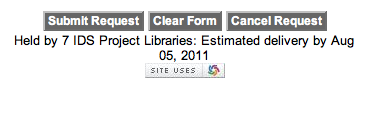 Submit Request Clear Form Cancel Request
Held by 7 IDS Project Libraries: Estimated delivery by Aug
05, 2011
SITE USES